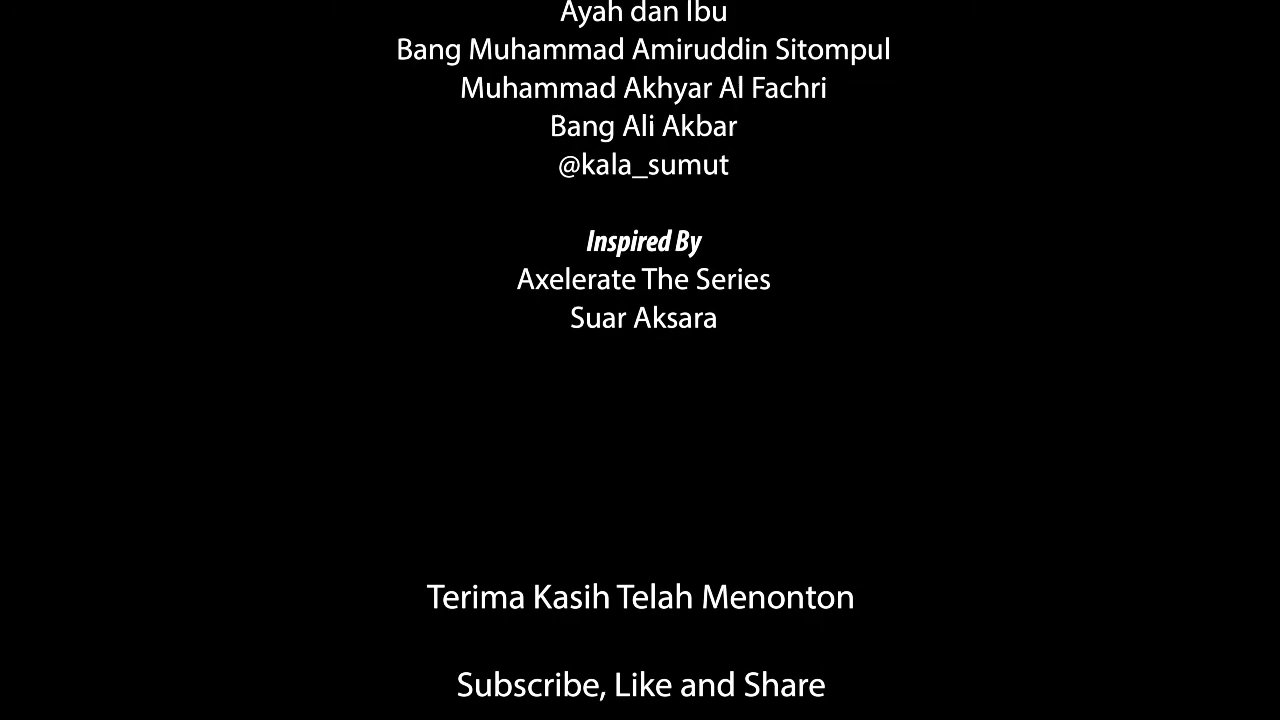 Ayah dan Ibu
Bang Muhammad Amiruddin Sitompul
Muhammad Akhyar Al Fachri
Bang Ali Akbar
@kala_sumut
Inspired By
Axelerate The Series
Suar Aksara
Terima Kasih Telah Menonton
Subscribe, Like and Share